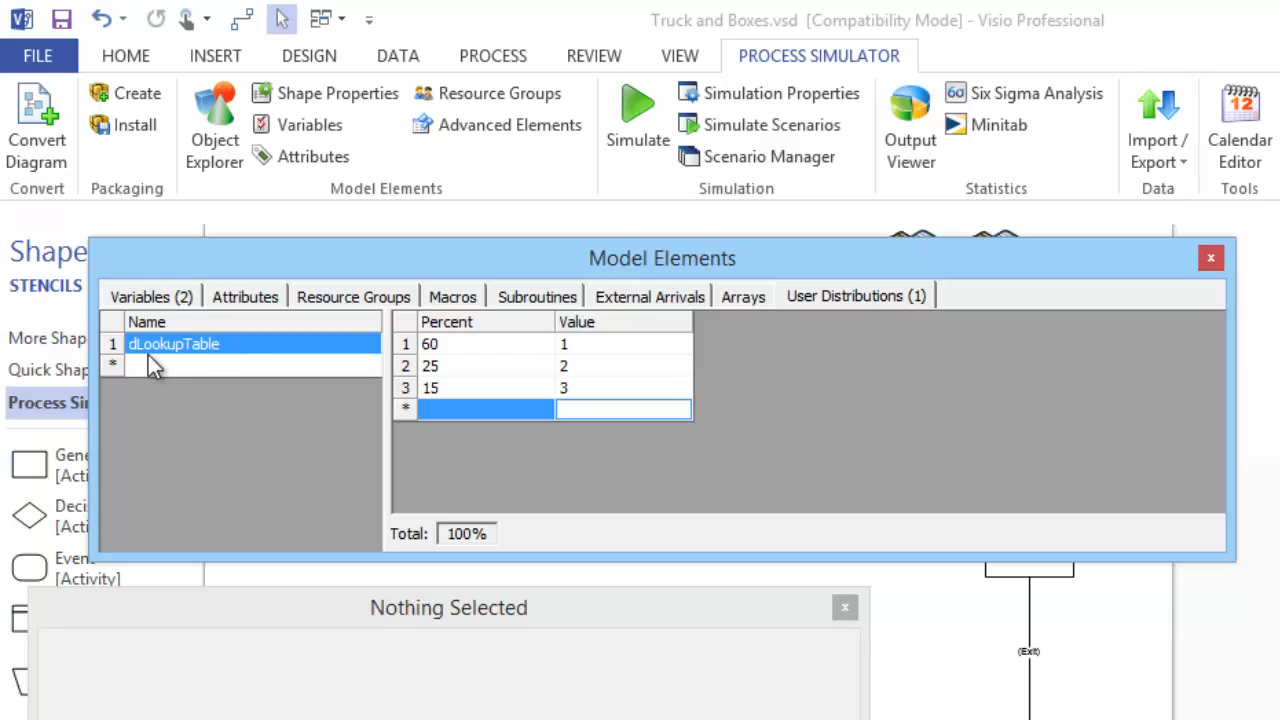 Truck and Boxes.vsd [Compatibility Mode] - Visio Professional
FILE HOME INSERT DESIGN DATA PROCESS REVIEW VIEW PROCESS SIMULATOR
Convert Diagram
Create
Install
Object Explorer
Shape Properties
Variables
Attributes
Resource Groups
Advanced Elements
Simulate
Simulation Properties
Simulate Scenarios
Scenario Manager
Output Viewer
6σ Six Sigma Analysis
Minitab
Import / Export
12
Calendar Editor
Convert Packaging Model Elements Simulation Statistics Data Tools
Shape
STENCILS
More Shap
Quick Shap
Process Si
Gene
[Acti
Deci
[Act
Even
[Activity]
Model Elements
x
Variables (2) Attributes Resource Groups Macros Subroutines External Arrivals Arrays User Distributions (1)
Name
1 dLookupTable
*
Percent Value
1 60 1
2 25 2
3 15 3
*
Total: 100%
Nothing Selected
x
(Exit)